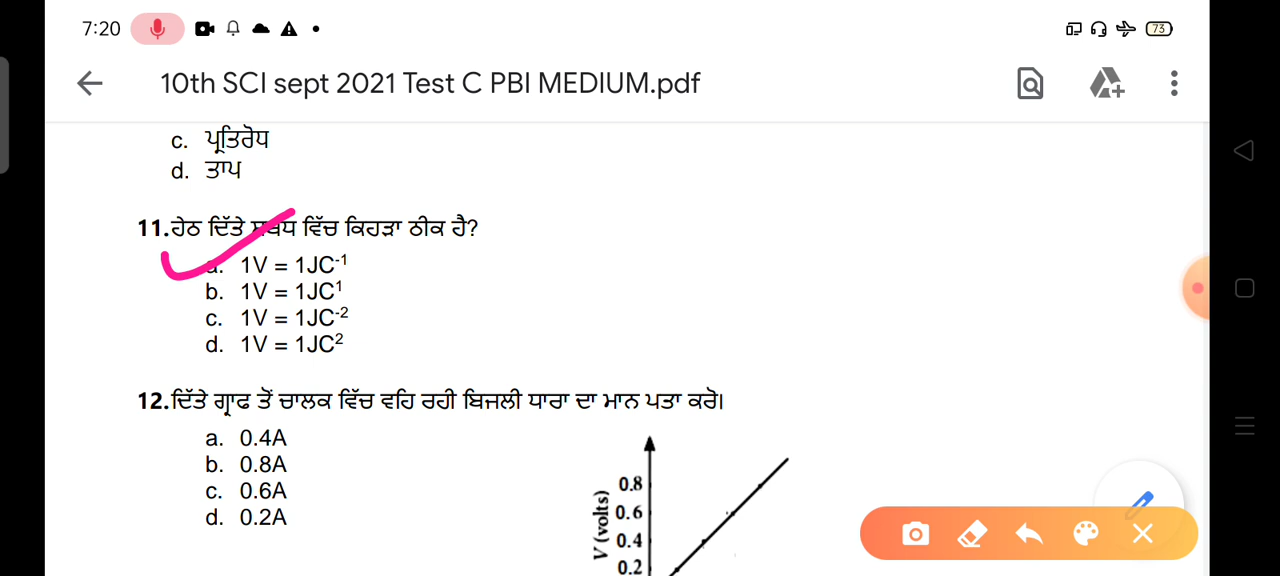 7:20
73
10th SCI sept 2021 Test C PBI MEDIUM.pdf
c. ਪ੍ਰਤਿਰੋਧ
d. ਤਾਪ
11.ਹੇਠ ਦਿੱਤੇ ਸਬੰਧ ਵਿੱਚ ਕਿਹੜਾ ਠੀਕ ਹੈ?
a. 1V = 1JC⁻¹
b. 1V = 1JC¹
c. 1V = 1JC⁻²
d. 1V = 1JC²
12.ਦਿੱਤੇ ਗ੍ਰਾਫ ਤੋਂ ਚਾਲਕ ਵਿੱਚ ਵਹਿ ਰਹੀ ਬਿਜਲੀ ਧਾਰਾ ਦਾ ਮਾਨ ਪਤਾ ਕਰੋ।
a. 0.4A
b. 0.8A
c. 0.6A
d. 0.2A
V (volts)
0.8
0.6
0.4
0.2